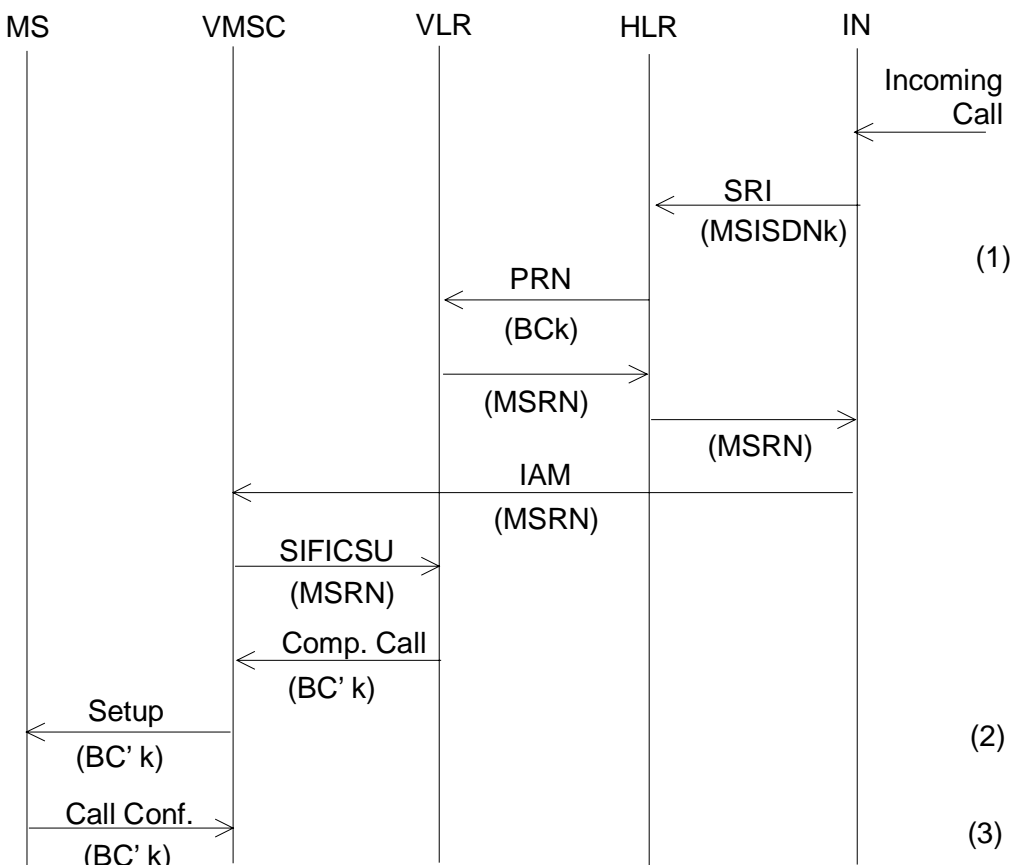 MS VMSC VLR HLR IN
Incoming
Call
SRI
(MSISDNk)
(1)
PRN
(BCk)
(MSRN)
(MSRN)
IAM
(MSRN)
SIFICSU
(MSRN)
Comp. Call
(BC’ k)
Setup
(BC’ k)
(2)
Call Conf.
(BC’ k)
(3)